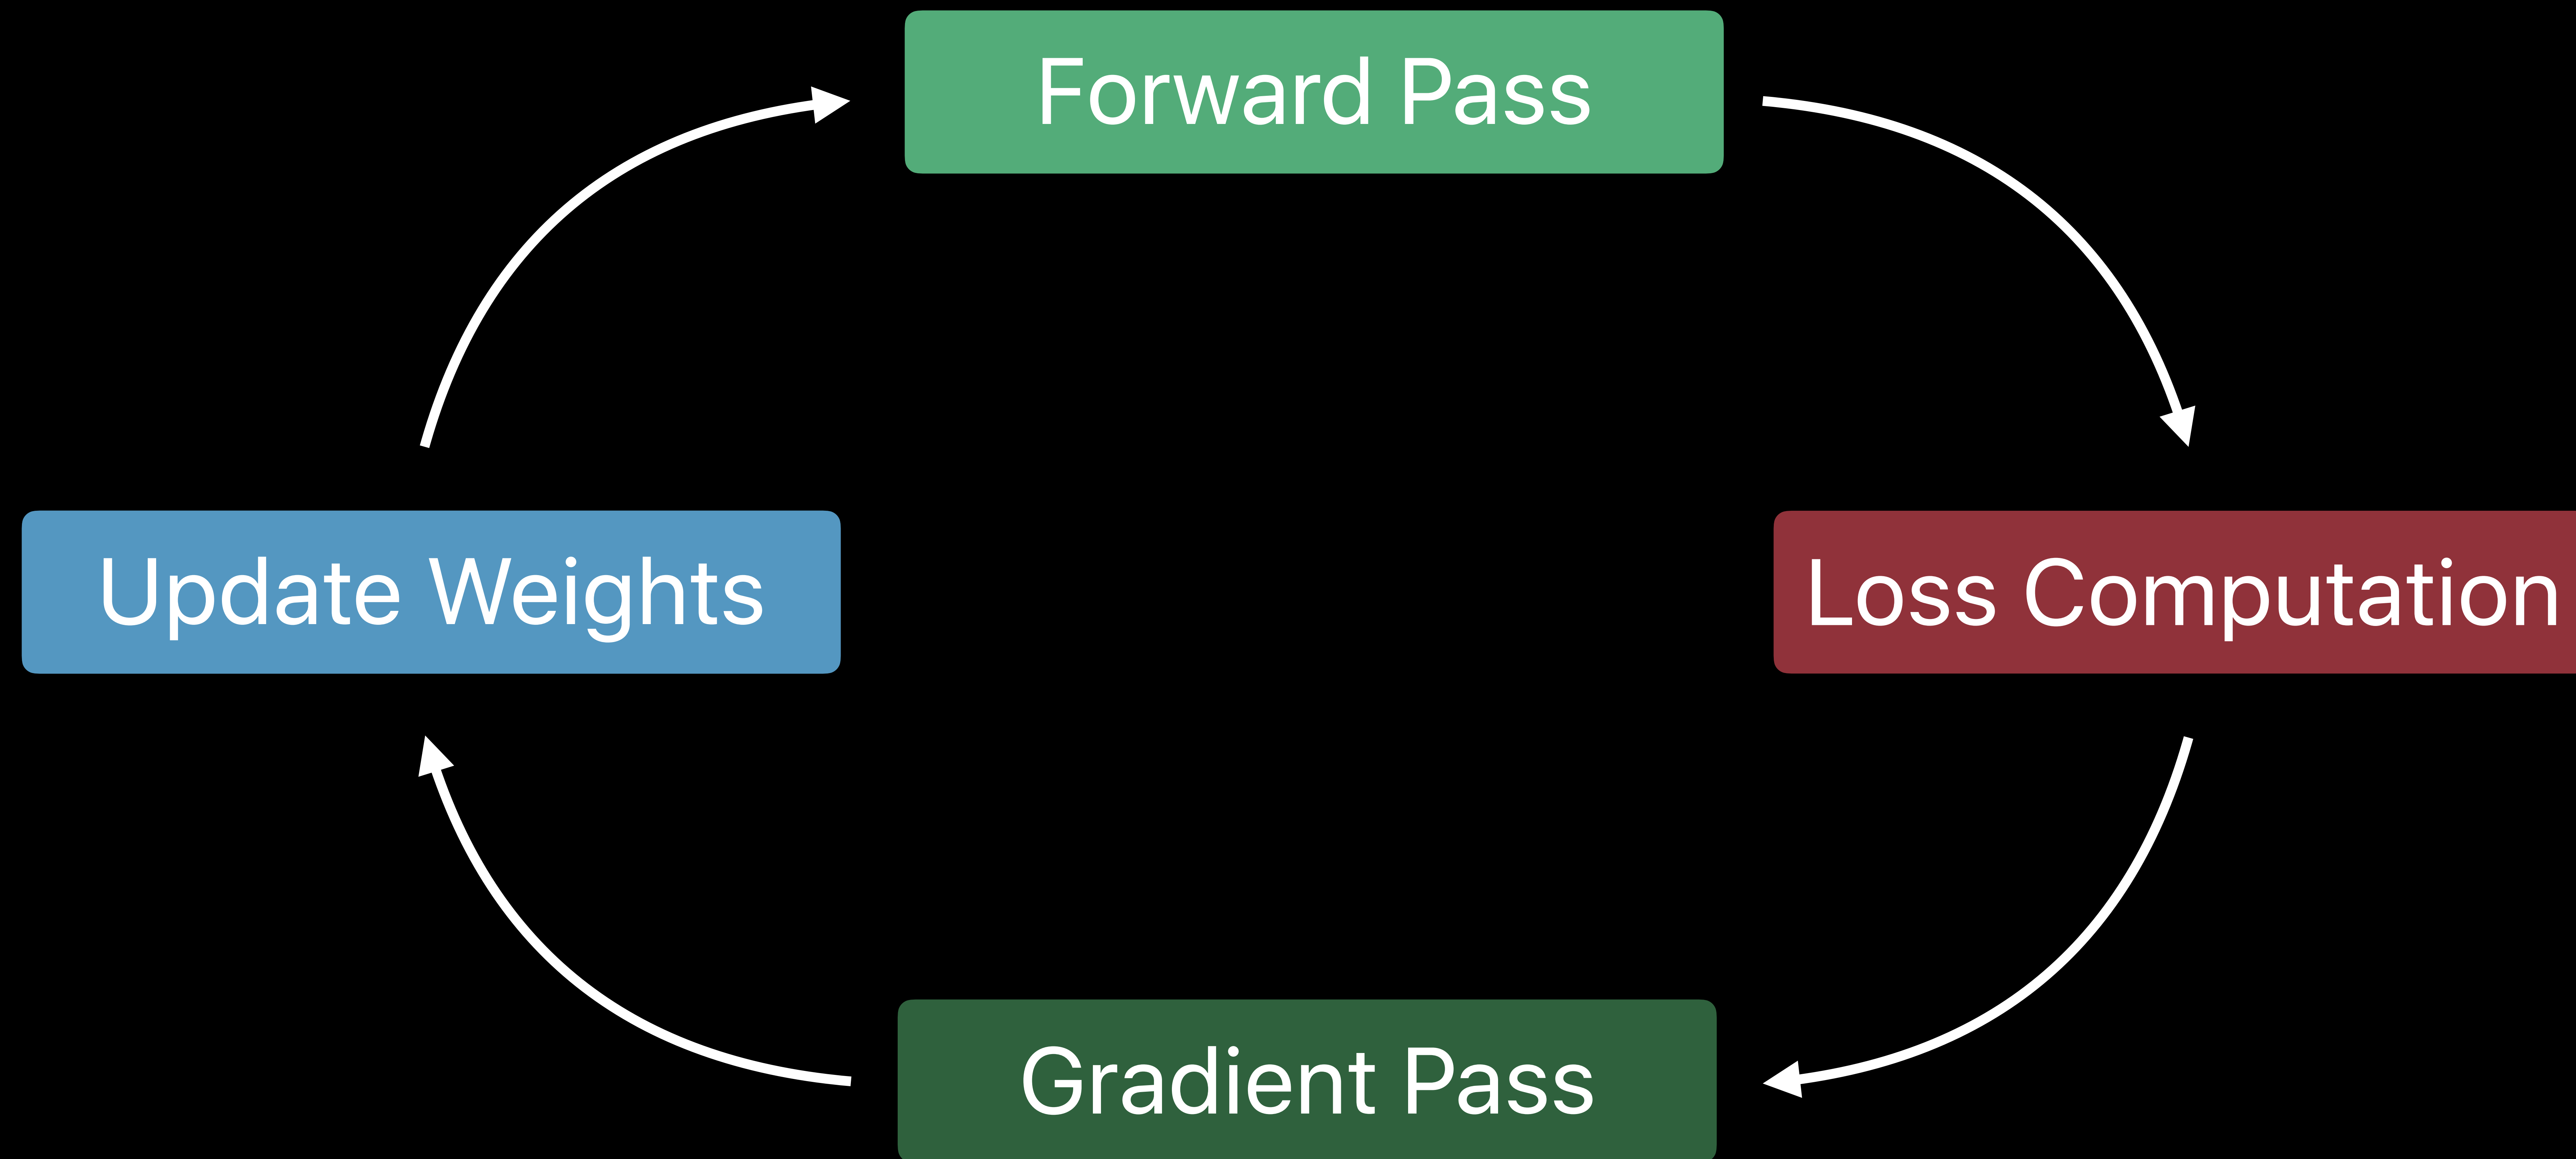 Forward Pass
Update Weights
Loss Computation
Gradient Pass